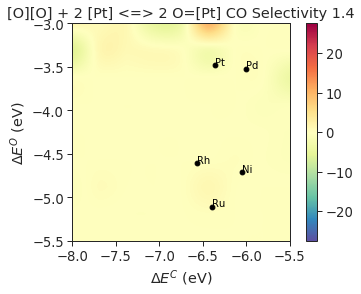 [O][O] + 2 [Pt] <=> 2 O=[Pt] CO Selectivity 1.4
−3.0
−3.5
−4.0
−4.5
−5.0
−5.5
ΔE^O (eV)
Pt
Pd
Rh
Ni
Ru
−8.0 −7.5 −7.0 −6.5 −6.0 −5.5
ΔE^C (eV)
20
10
0
−10
−20